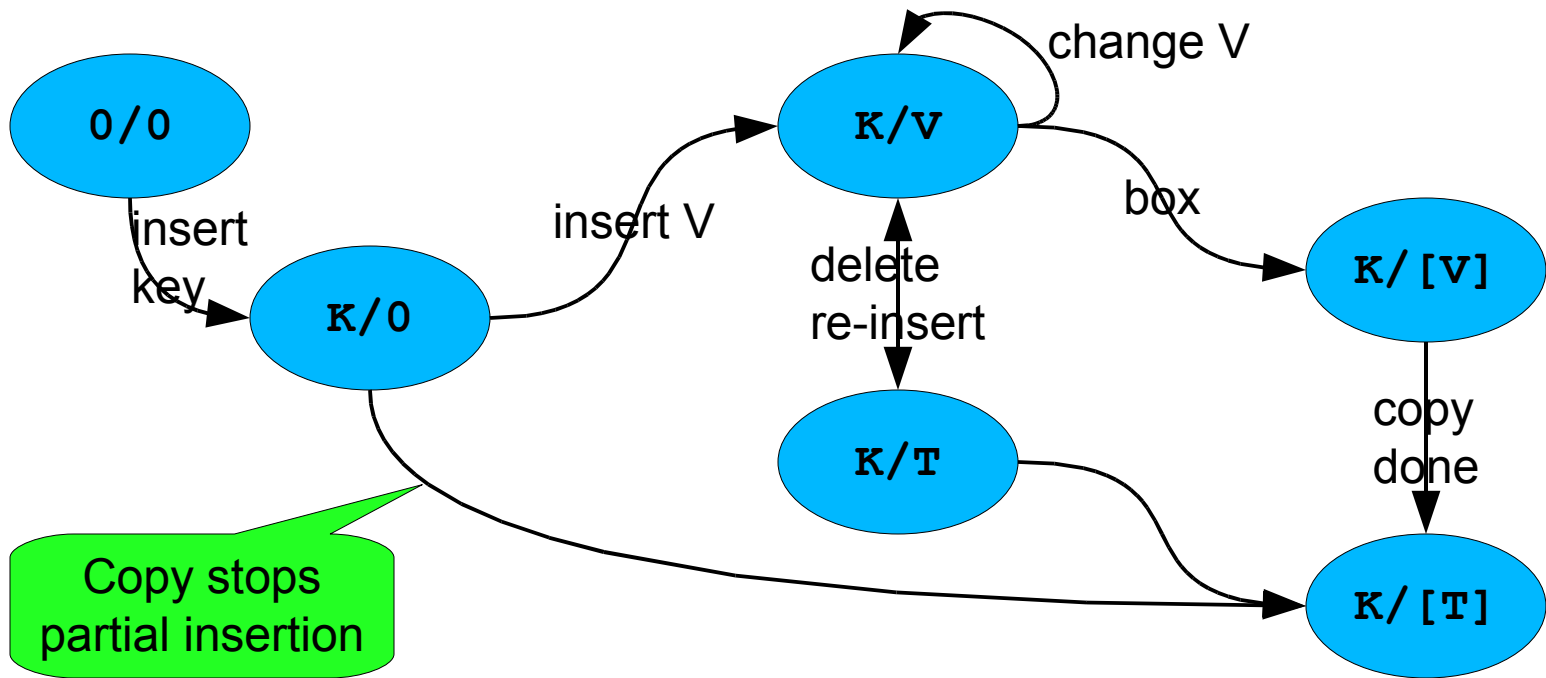 change V
0/0
K/V
box
insert
key
insert V
delete
re-insert
K/[V]
K/0
copy
done
K/T
Copy stops
partial insertion
K/[T]